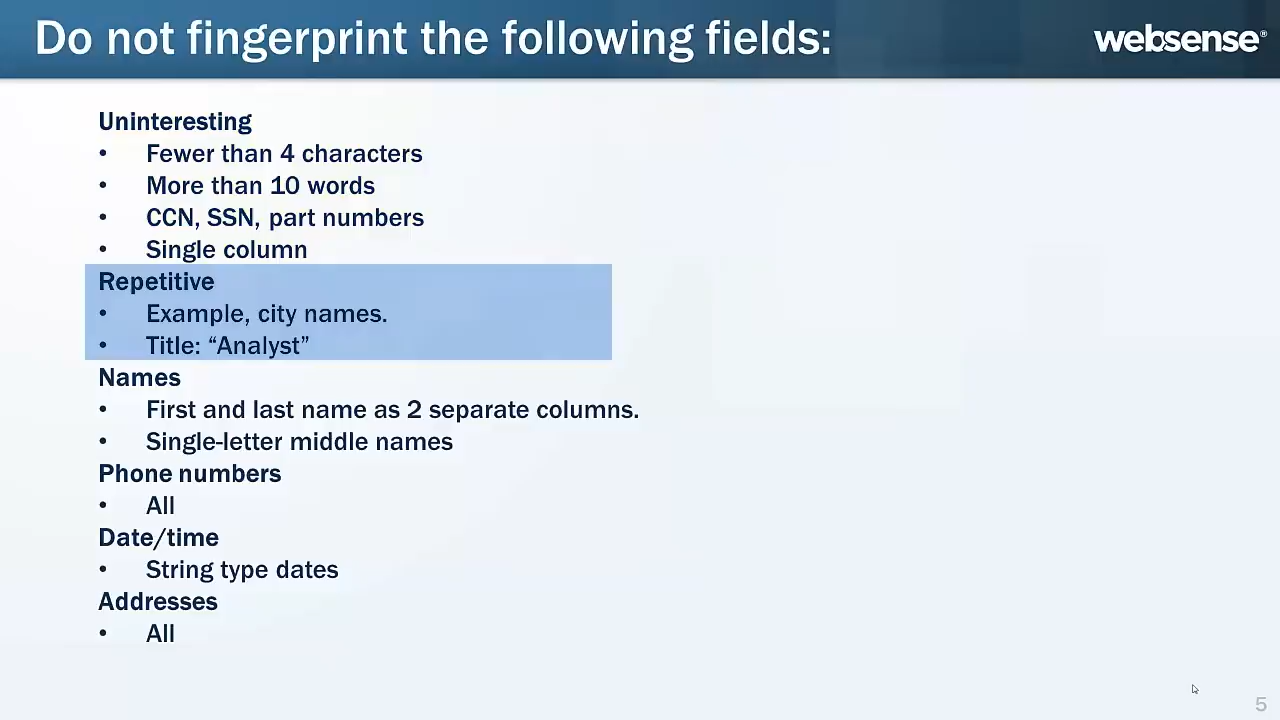 Do not fingerprint the following fields:
websense®
Uninteresting
• Fewer than 4 characters
• More than 10 words
• CCN, SSN, part numbers
• Single column
Repetitive
• Example, city names.
• Title: “Analyst”
Names
• First and last name as 2 separate columns.
• Single-letter middle names
Phone numbers
• All
Date/time
• String type dates
Addresses
• All
5